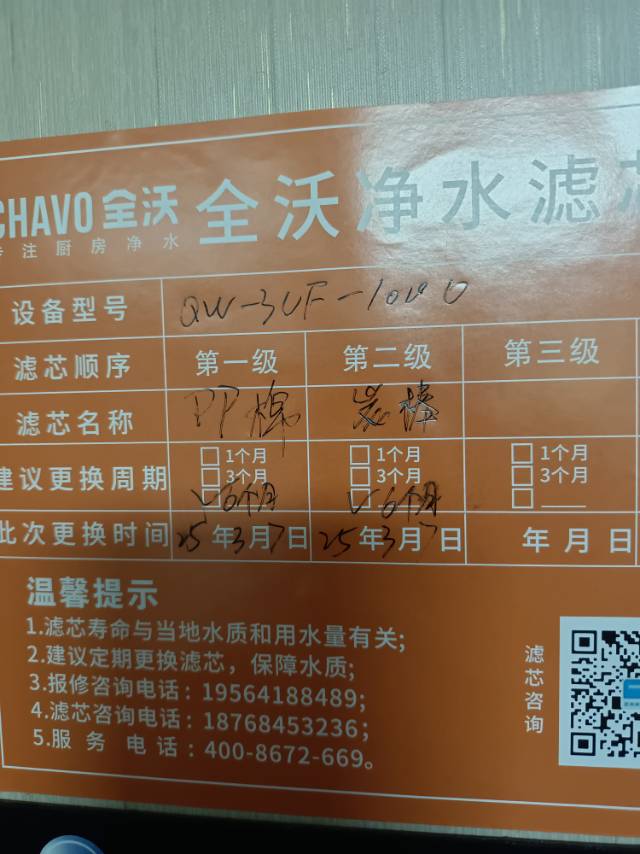 CHAVO 全沃 全沃净水滤芯
专注厨房净水
设备型号 QW-3UF-1000
滤芯顺序 第一级 第二级 第三级
滤芯名称 PP棉 炭棒
建议更换周期 □1个月 □1个月 □1个月
□3个月 □3个月 □3个月
✓6个月 ✓6个月 □____
此次更换时间 25年3月7日 25年3月7日 年月日
温馨提示
1.滤芯寿命与当地水质和用水量有关;
2.建议定期更换滤芯，保障水质;
3.报修咨询电话：19564188489;
4.滤芯咨询电话：18768453236;
5.服务电话：400-8672-669。
滤芯咨询